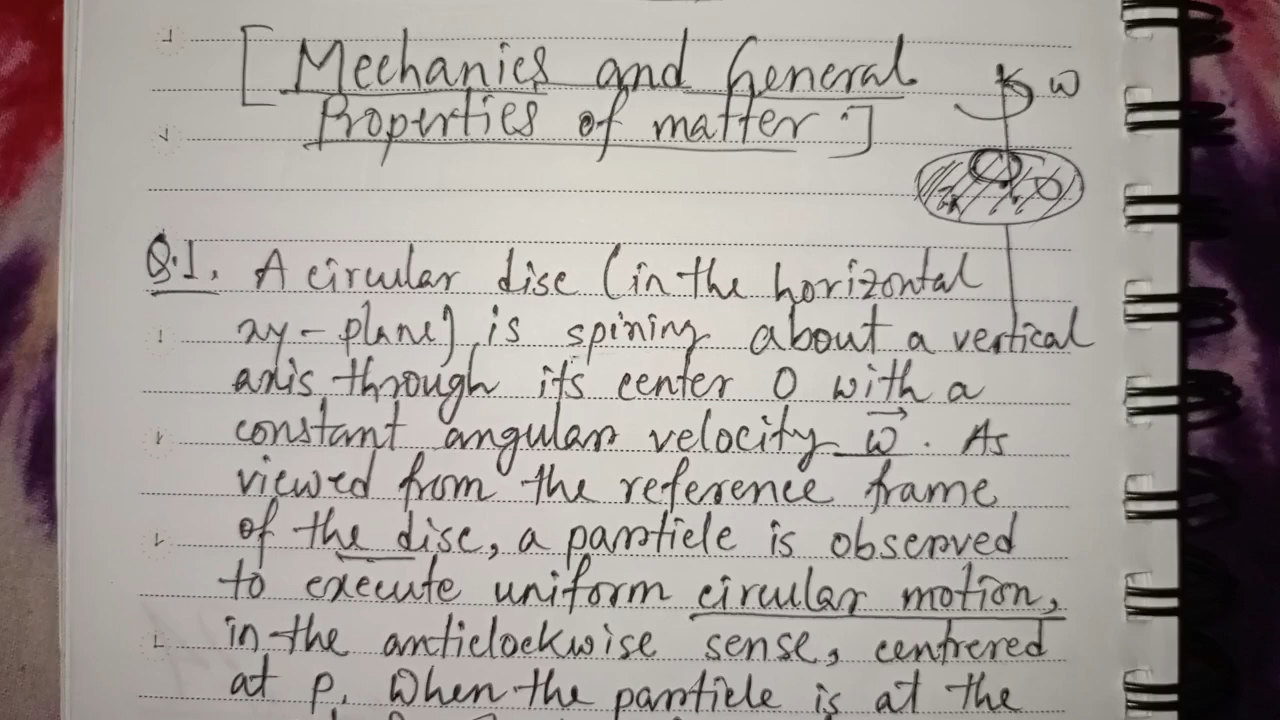 [Mechanics and General
Properties of matter.]
ω
Q.1. A circular disc (in the horizontal
xy-plane) is spining about a vertical
axis through its center O with a
constant angular velocity ω⃗. As
viewed from the reference frame
of the disc, a particle is observed
to execute uniform circular motion,
in the anticlockwise sense, centrered
at P. When the particle is at the